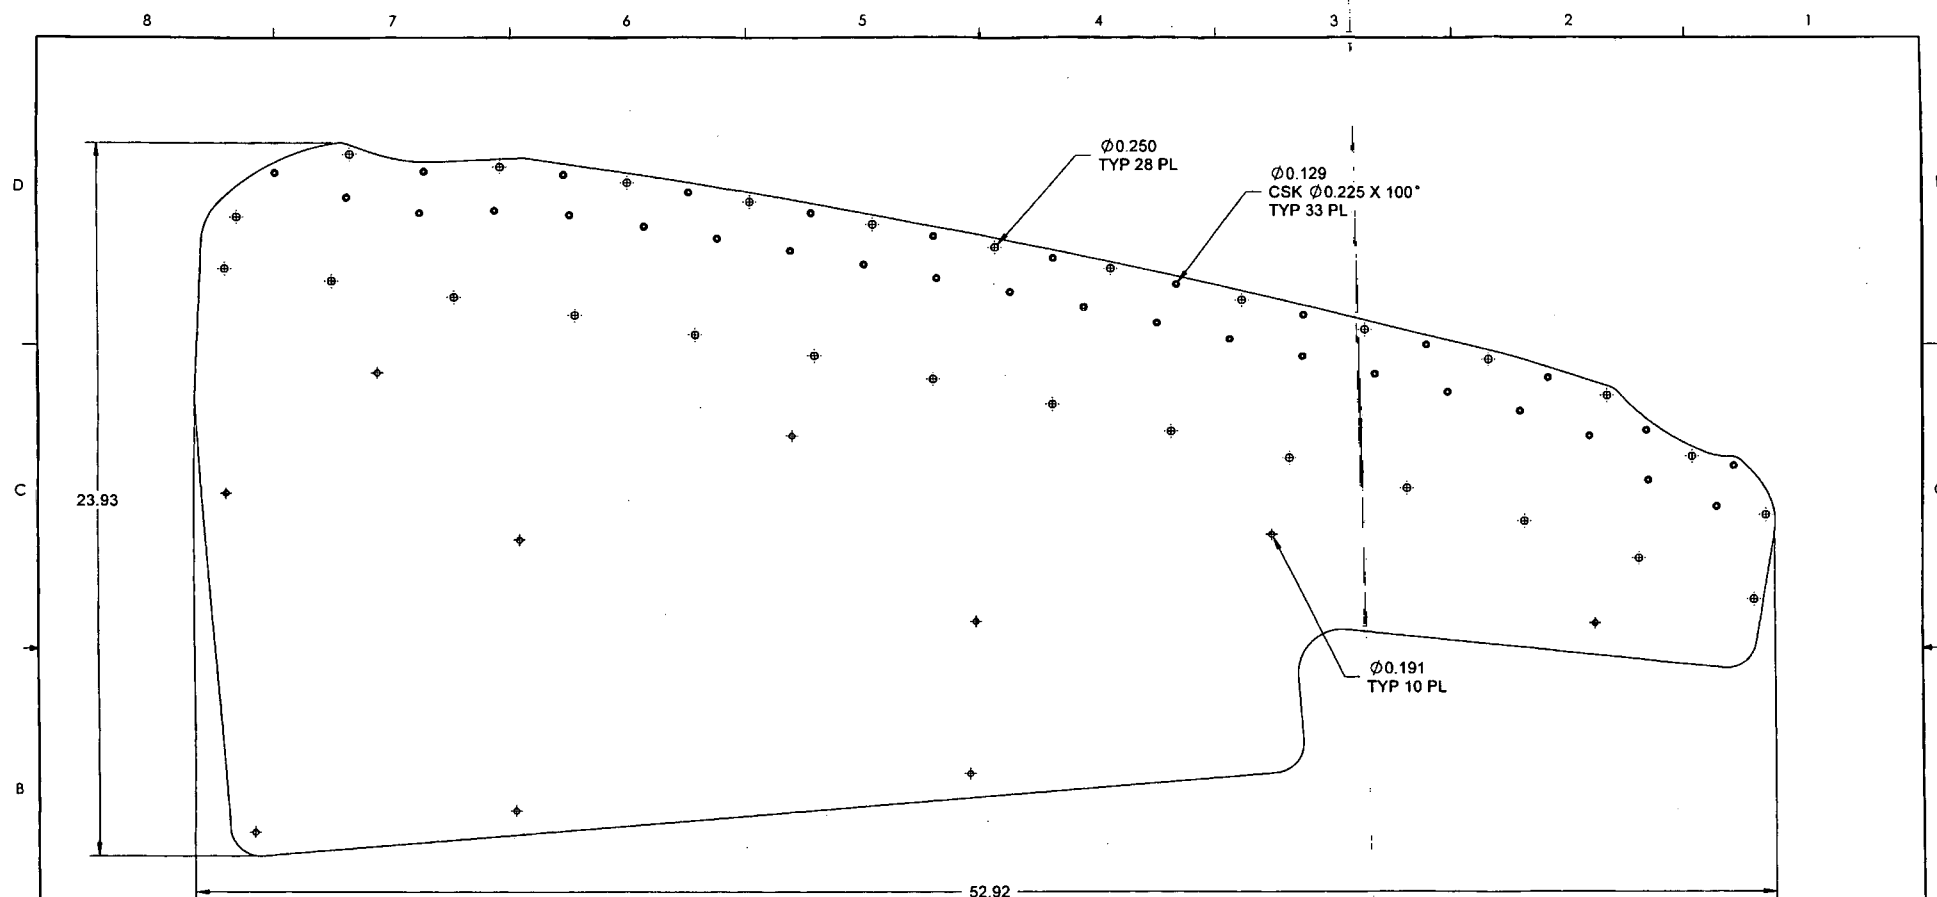 8 7 6 5 4 3 2 1
Ø0.250
TYP 28 PL
Ø0.129
CSK Ø0.225 X 100°
TYP 33 PL
D
C
23.93
Ø0.191
TYP 10 PL
B
52.92